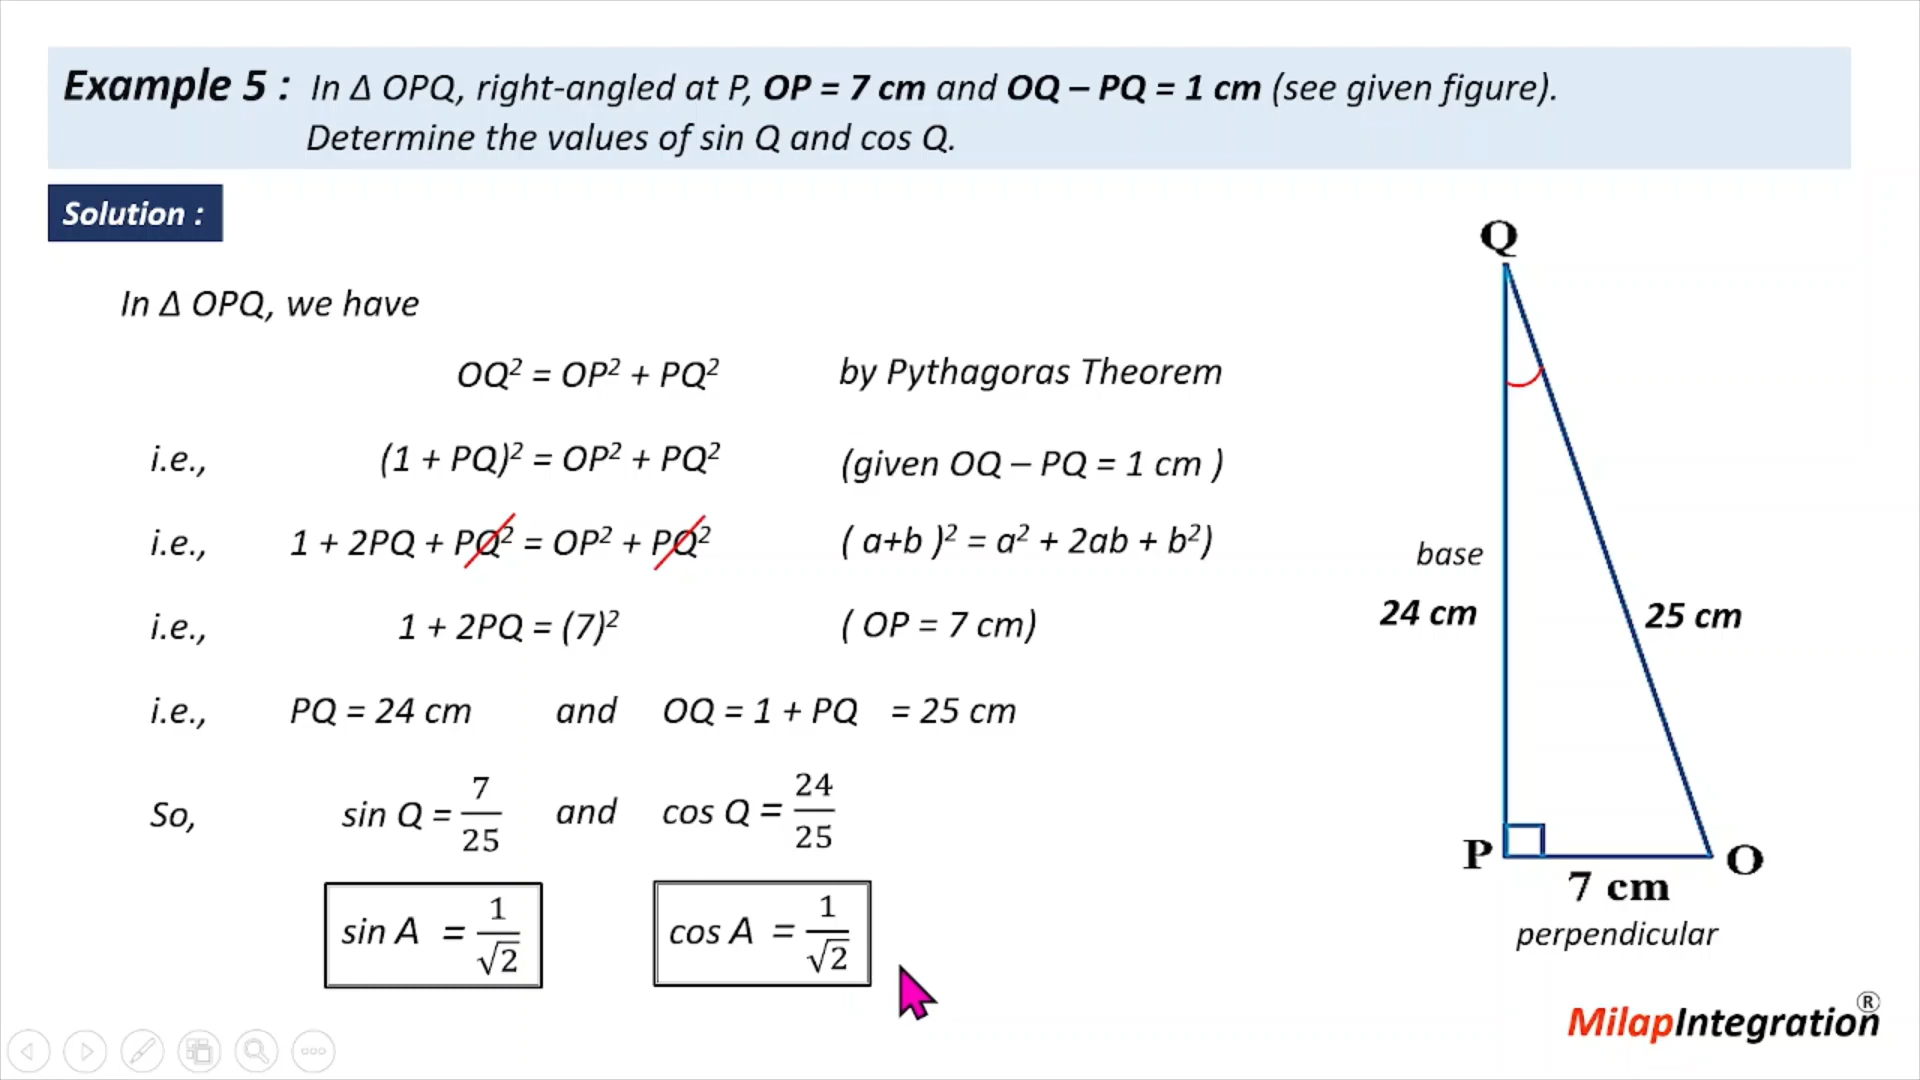 Example 5 : In Δ OPQ, right-angled at P, OP = 7 cm and OQ – PQ = 1 cm (see given figure).
Determine the values of sin Q and cos Q.
Solution :
In Δ OPQ, we have
OQ² = OP² + PQ² by Pythagoras Theorem
i.e., (1 + PQ)² = OP² + PQ² (given OQ – PQ = 1 cm )
i.e., 1 + 2PQ + PQ² = OP² + PQ² ( a+b )² = a² + 2ab + b²)
i.e., 1 + 2PQ = (7)² ( OP = 7 cm)
i.e., PQ = 24 cm and OQ = 1 + PQ = 25 cm
So, sin Q = 7/25 and cos Q = 24/25
sin A = 1/√2 cos A = 1/√2
Q
base
24 cm 25 cm
P O
7 cm
perpendicular
MilapIntegration®